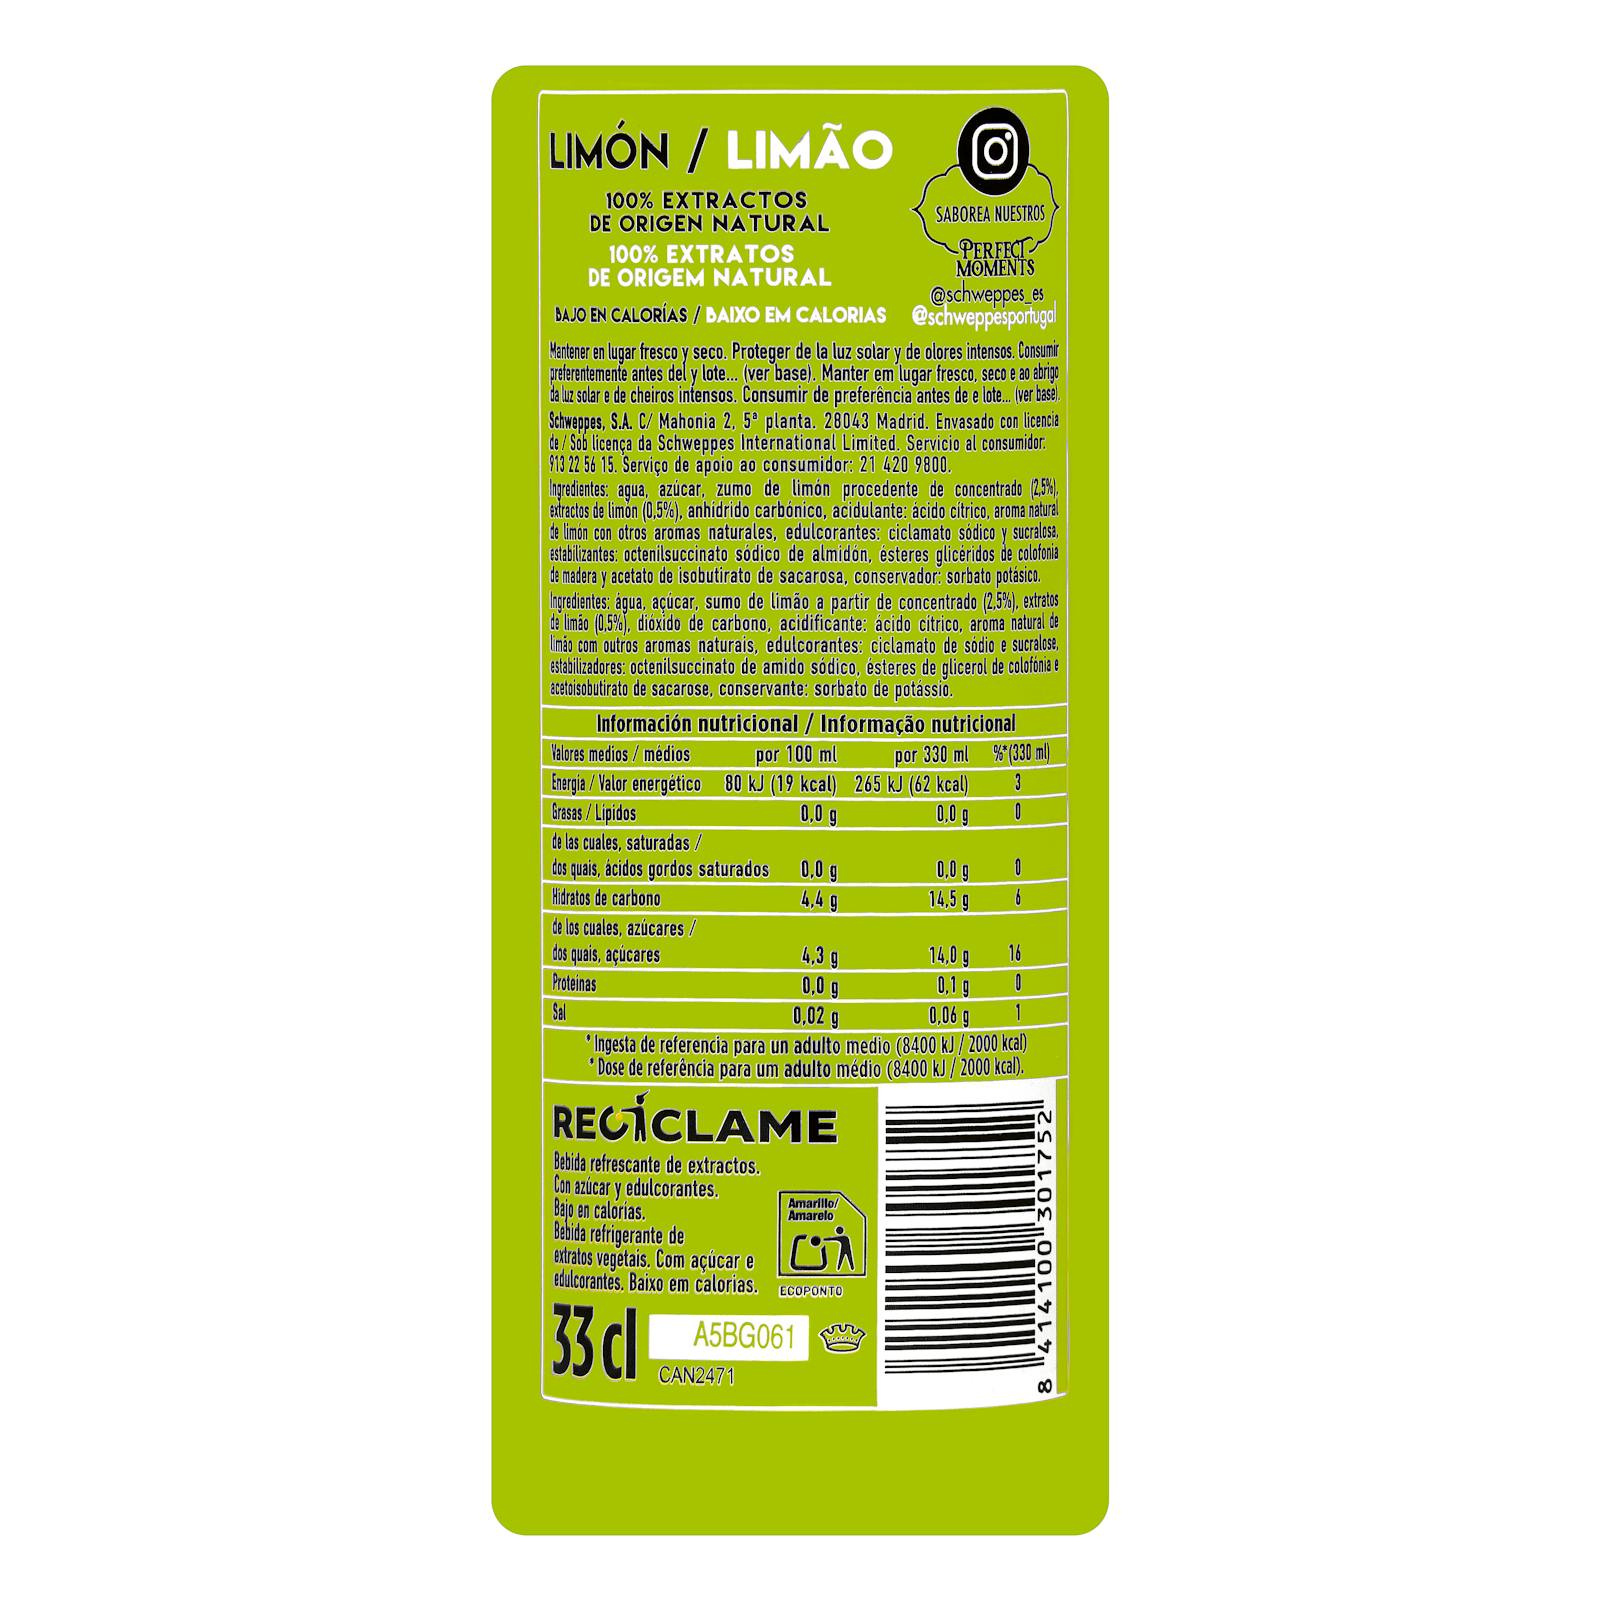 LIMÓN / LIMÃO
100% EXTRACTOS
DE ORIGEN NATURAL
100% EXTRATOS
DE ORIGEM NATURAL
BAJO EN CALORÍAS / BAIXO EM CALORIAS
SABOREA NUESTROS
PERFECT
MOMENTS
@schweppes_es
@schweppesportugal
Mantener en lugar fresco y seco. Proteger de la luz solar y de olores intensos. Consumir
preferentemente antes del y lote... (ver base). Manter em lugar fresco, seco e ao abrigo
da luz solar e de cheiros intensos. Consumir de preferência antes de e lote... (ver base).
Schweppes, S.A. C/ Mahonia 2, 5ª planta. 28043 Madrid. Envasado con licencia
de / Sob licença da Schweppes International Limited. Servicio al consumidor:
913 22 56 15. Serviço de apoio ao consumidor: 21 420 9800.
Ingredientes: agua, azúcar, zumo de limón procedente de concentrado (2,5%),
extractos de limón (0,5%), anhídrido carbónico, acidulante: ácido cítrico, aroma natural
de limón con otros aromas naturales, edulcorantes: ciclamato sódico y sucralosa,
estabilizantes: octenilsuccinato sódico de almidón, ésteres glicéridos de colofonia
de madera y acetato de isobutirato de sacarosa, conservador: sorbato potásico.
Ingredientes: água, açúcar, sumo de limão a partir de concentrado (2,5%), extratos
de limão (0,5%), dióxido de carbono, acidificante: ácido cítrico, aroma natural de
limão com outros aromas naturais, edulcorantes: ciclamato de sódio e sucralose,
estabilizadores: octenilsuccinato de amido sódico, ésteres de glicerol de colofónia e
acetoisobutirato de sacarose, conservante: sorbato de potássio.
Información nutricional / Informação nutricional
Valores medios / médios por 100 ml por 330 ml %*(330 ml)
Energía / Valor energético 80 kJ (19 kcal) 265 kJ (62 kcal) 3
Grasas / Lípidos 0,0 g 0,0 g 0
de las cuales, saturadas /
dos quais, ácidos gordos saturados 0,0 g 0,0 g 0
Hidratos de carbono 4,4 g 14,5 g 6
de los cuales, azúcares /
dos quais, açúcares 4,3 g 14,0 g 16
Proteínas 0,0 g 0,1 g 0
Sal 0,02 g 0,06 g 1
* Ingesta de referencia para un adulto medio (8400 kJ / 2000 kcal)
* Dose de referência para um adulto médio (8400 kJ / 2000 kcal).
RECICLAME
Bebida refrescante de extractos.
Con azúcar y edulcorantes.
Bajo en calorías.
Bebida refrigerante de
extratos vegetais. Com açúcar e
edulcorantes. Baixo em calorias.
Amarillo/
Amarelo
ECOPONTO
33 cl
A5BG061
CAN2471
8 414100 301752